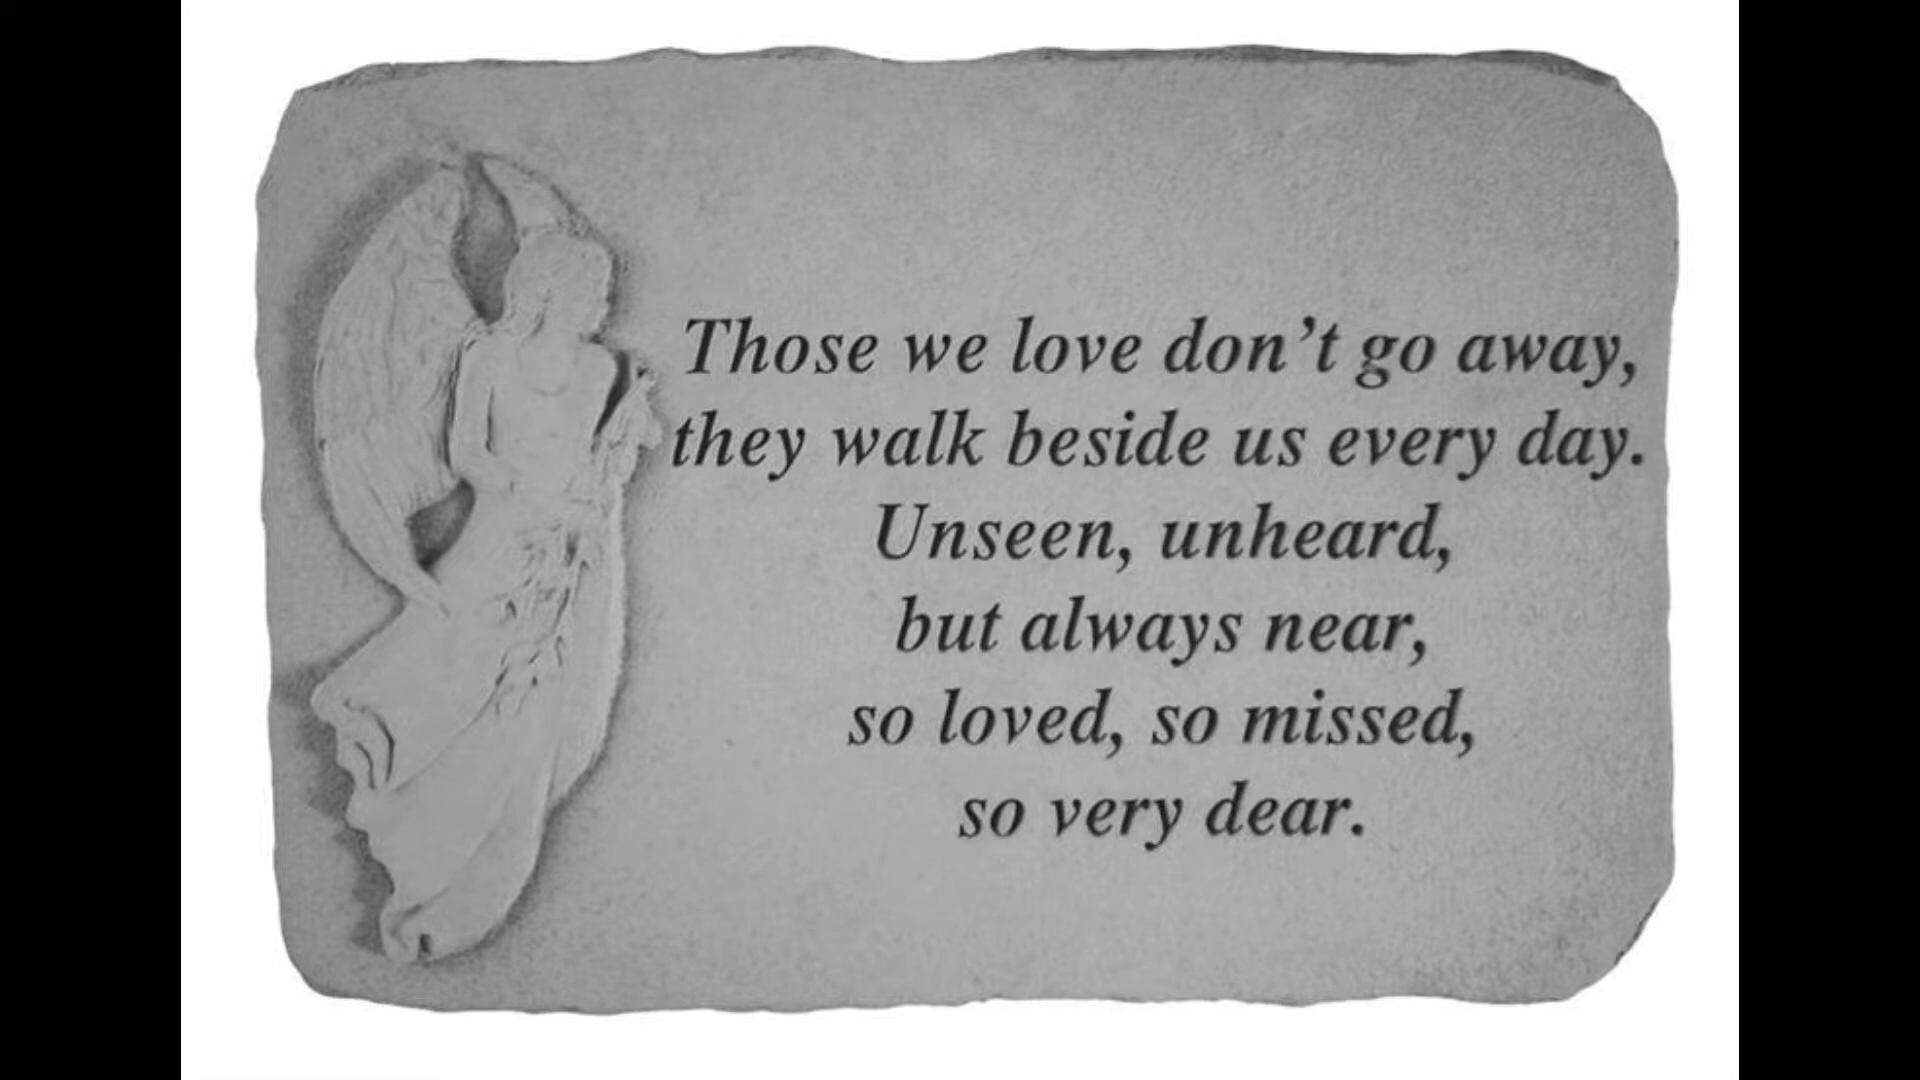 Those we love don't go away,
they walk beside us every day.
Unseen, unheard,
but always near,
so loved, so missed,
so very dear.